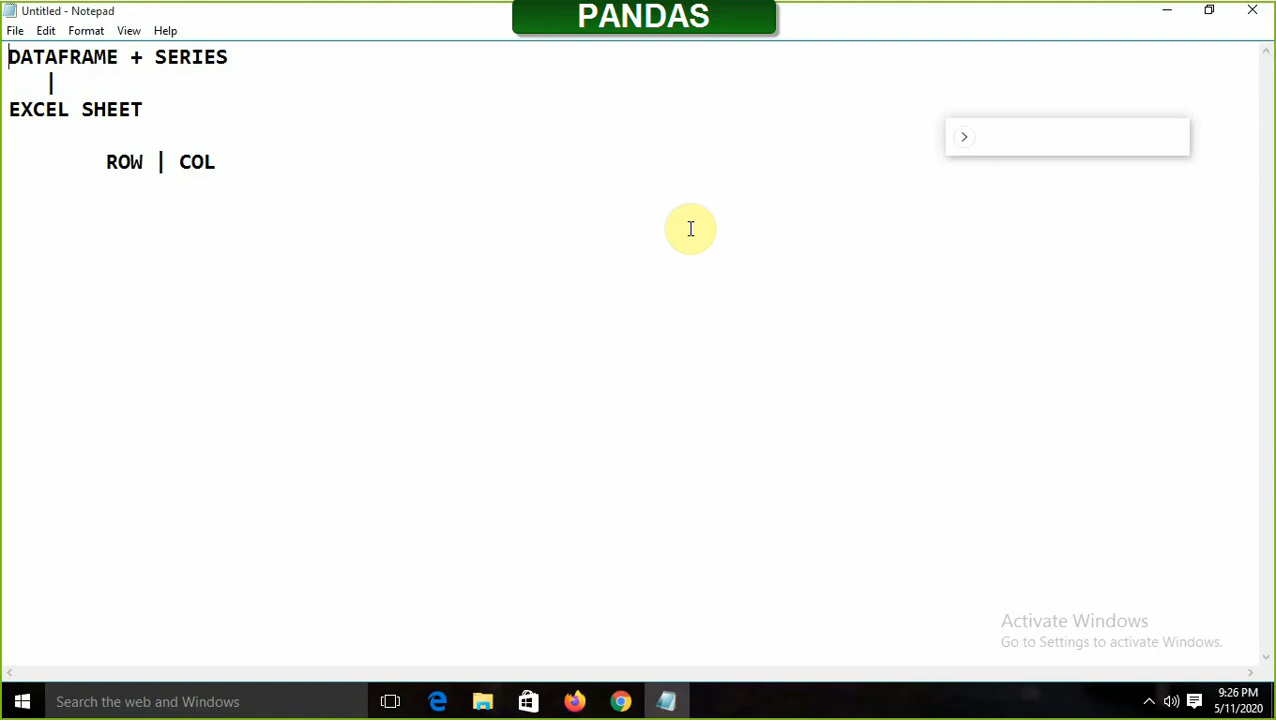 Untitled - Notepad
PANDAS
File Edit Format View Help
DATAFRAME + SERIES
|
EXCEL SHEET
ROW | COL
Activate Windows
Go to Settings to activate Windows.
Search the web and Windows
9:26 PM
5/11/2020